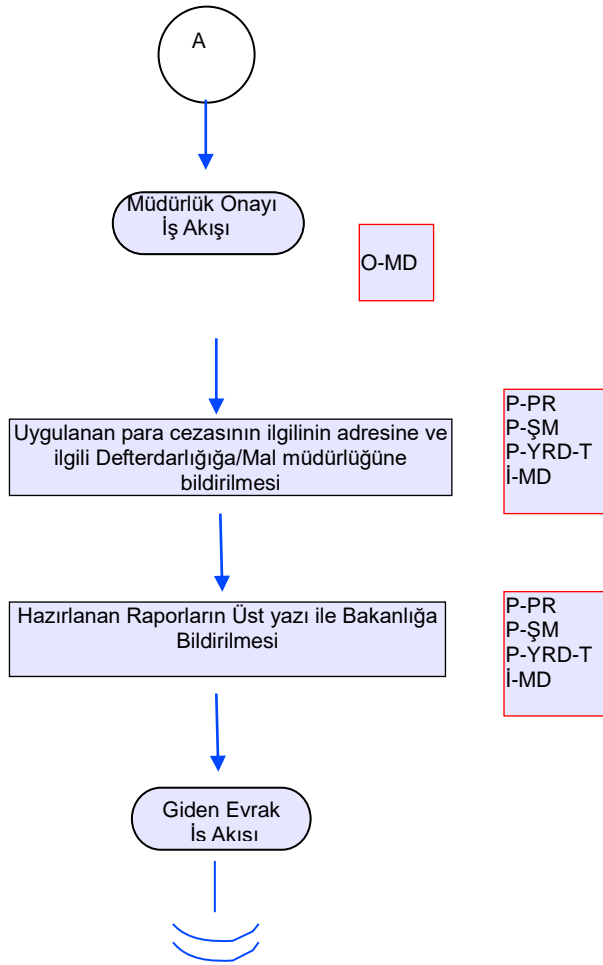 A
Müdürlük Onayı
İş Akışı
O-MD
Uygulanan para cezasının ilgilinin adresine ve
ilgili Defterdarlığığa/Mal müdürlüğüne
bildirilmesi
P-PR
P-ŞM
P-YRD-T
İ-MD
Hazırlanan Raporların Üst yazı ile Bakanlığa
Bildirilmesi
P-PR
P-ŞM
P-YRD-T
İ-MD
Giden Evrak
İş Akışı